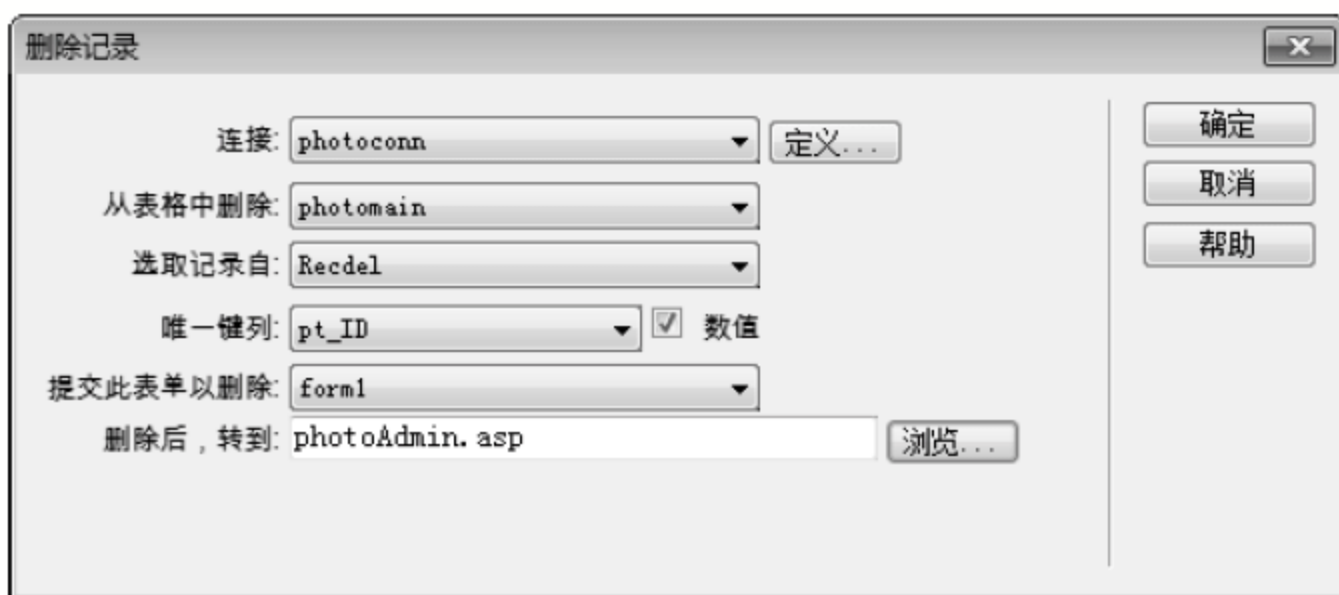 删除记录
连接: photoconn 定义... 确定
从表格中删除: photomain 取消
选取记录自: Recdel 帮助
唯一键列: pt_ID 数值
提交此表单以删除: form1
删除后，转到: photoAdmin.asp 浏览...